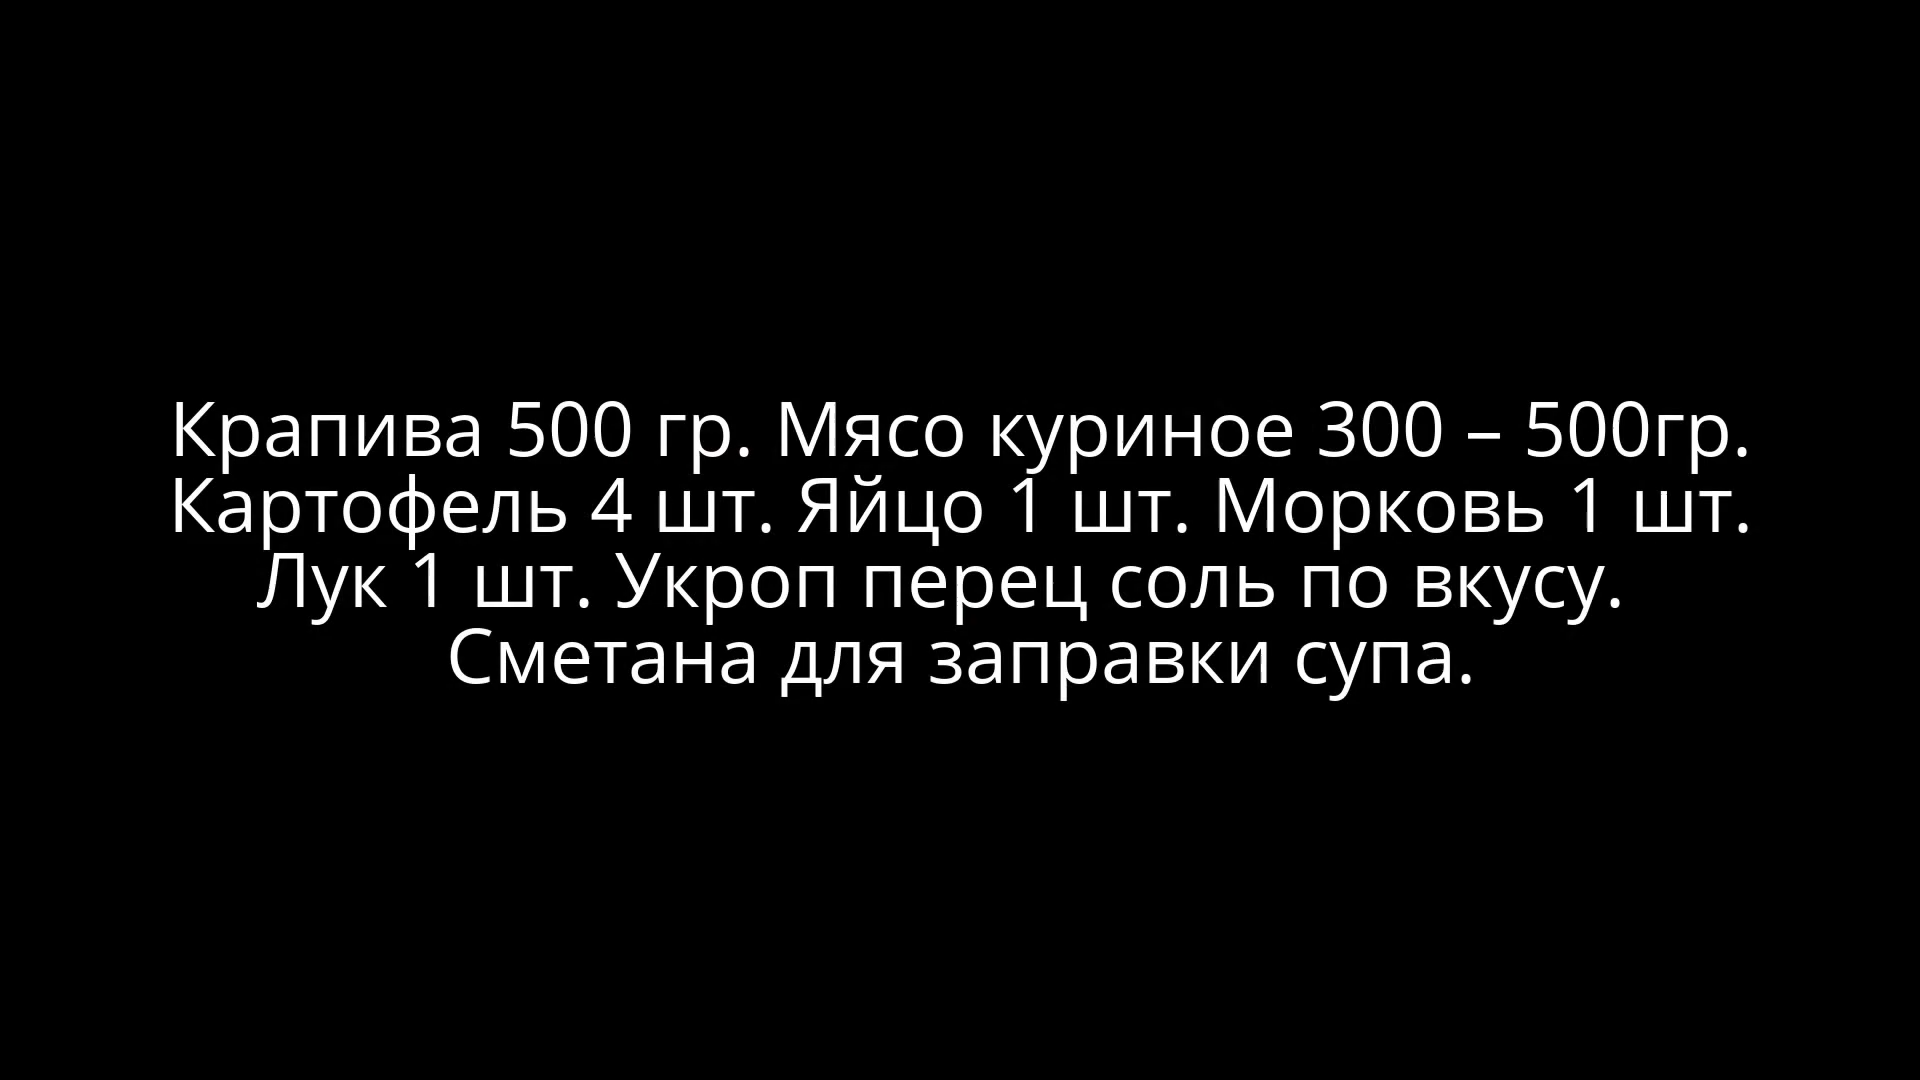 Крапива 500 гр. Мясо куриное 300 – 500гр.
Картофель 4 шт. Яйцо 1 шт. Морковь 1 шт.
Лук 1 шт. Укроп перец соль по вкусу.
Сметана для заправки супа.